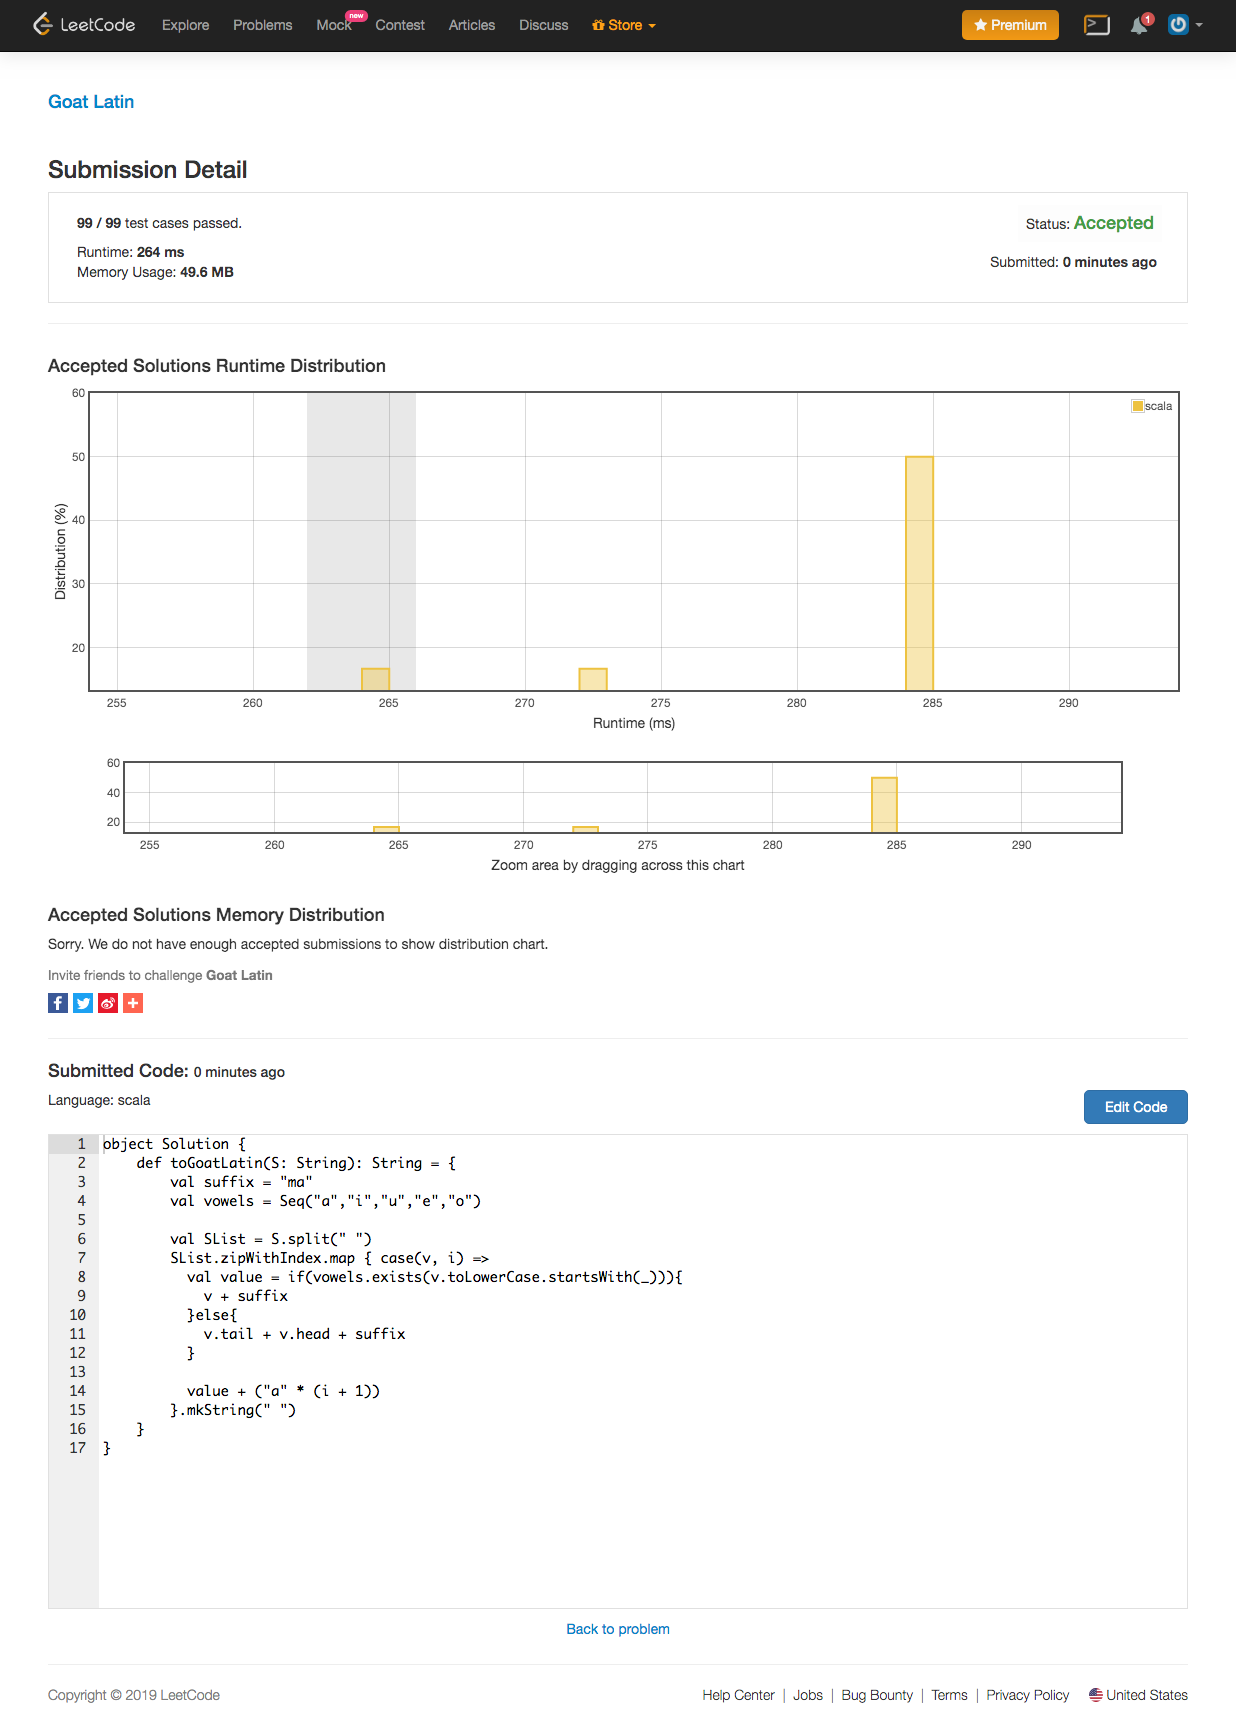 LeetCode Explore Problems Mock new Contest Articles Discuss Store Premium 1
Goat Latin
Submission Detail
99 / 99 test cases passed.
Status: Accepted
Runtime: 264 ms
Memory Usage: 49.6 MB
Submitted: 0 minutes ago
Accepted Solutions Runtime Distribution
60
50
40
30
20
Distribution (%)
scala
255 260 265 270 275 280 285 290
Runtime (ms)
60
40
20
255 260 265 270 275 280 285 290
Zoom area by dragging across this chart
Accepted Solutions Memory Distribution
Sorry. We do not have enough accepted submissions to show distribution chart.
Invite friends to challenge Goat Latin
Submitted Code: 0 minutes ago
Language: scala
Edit Code
1 object Solution {
2     def toGoatLatin(S: String): String = {
3         val suffix = "ma"
4         val vowels = Seq("a","i","u","e","o")
5
6         val SList = S.split(" ")
7         SList.zipWithIndex.map { case(v, i) =>
8           val value = if(vowels.exists(v.toLowerCase.startsWith(_))){
9             v + suffix
10           }else{
11             v.tail + v.head + suffix
12           }
13
14           value + ("a" * (i + 1))
15         }.mkString(" ")
16     }
17 }
Back to problem
Copyright © 2019 LeetCode
Help Center | Jobs | Bug Bounty | Terms | Privacy Policy United States